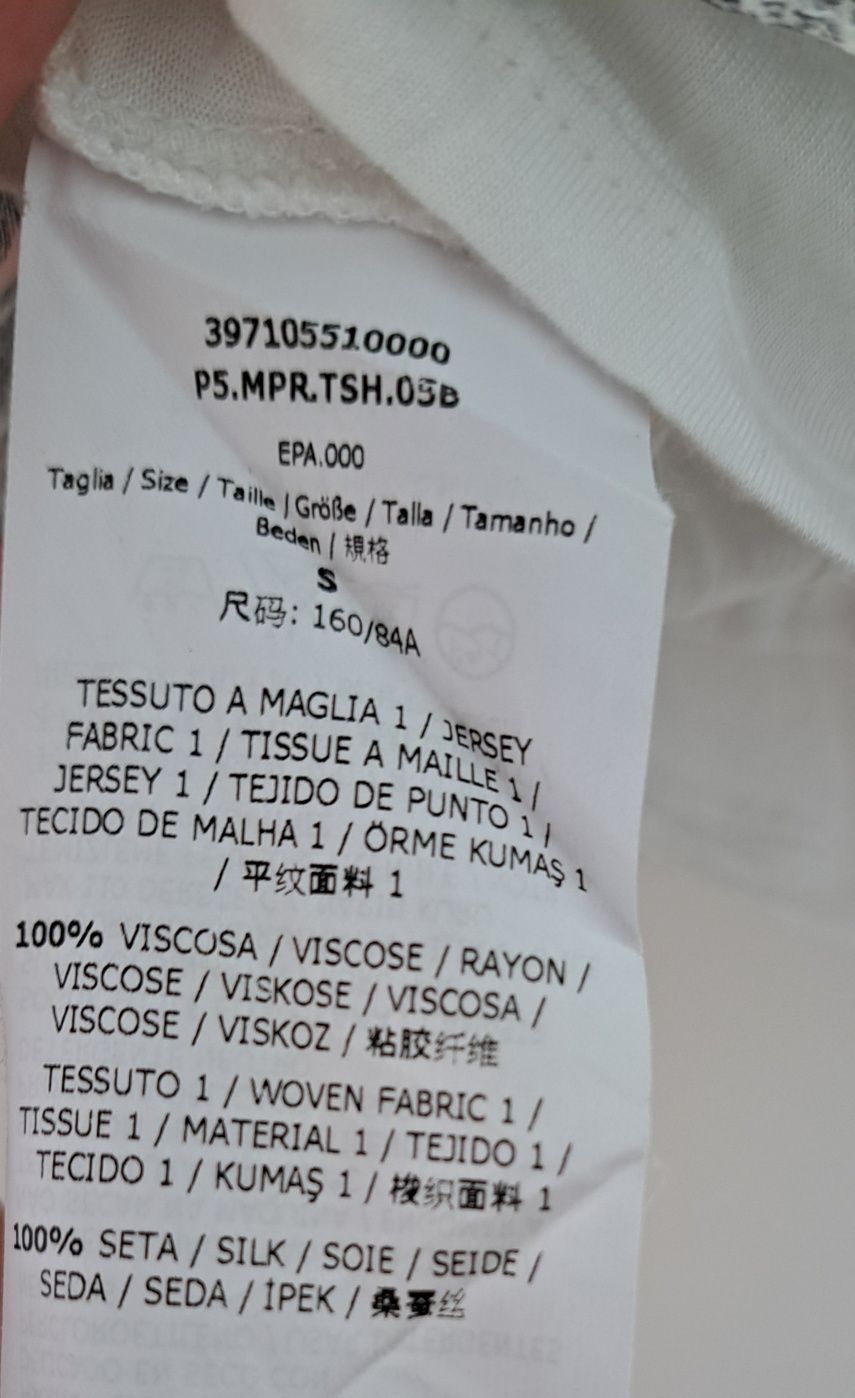 397105510000
P5.MPR.TSH.05B
EPA.000
Taglia / Size / Taille / Größe / Talla / Tamanho /
Beden / 規格
S
尺码: 160/84A
TESSUTO A MAGLIA 1 / JERSEY
FABRIC 1 / TISSUE A MAILLE 1 /
JERSEY 1 / TEJIDO DE PUNTO 1 /
TECIDO DE MALHA 1 / ÖRME KUMAŞ 1
/ 平纹面料 1
100% VISCOSA / VISCOSE / RAYON /
VISCOSE / VISKOSE / VISCOSA /
VISCOSE / VISKOZ / 粘胶纤维
TESSUTO 1 / WOVEN FABRIC 1 /
TISSUE 1 / MATERIAL 1 / TEJIDO 1 /
TECIDO 1 / KUMAŞ 1 / 梭织面料 1
100% SETA / SILK / SOIE / SEIDE /
SEDA / SEDA / İPEK / 桑蚕丝